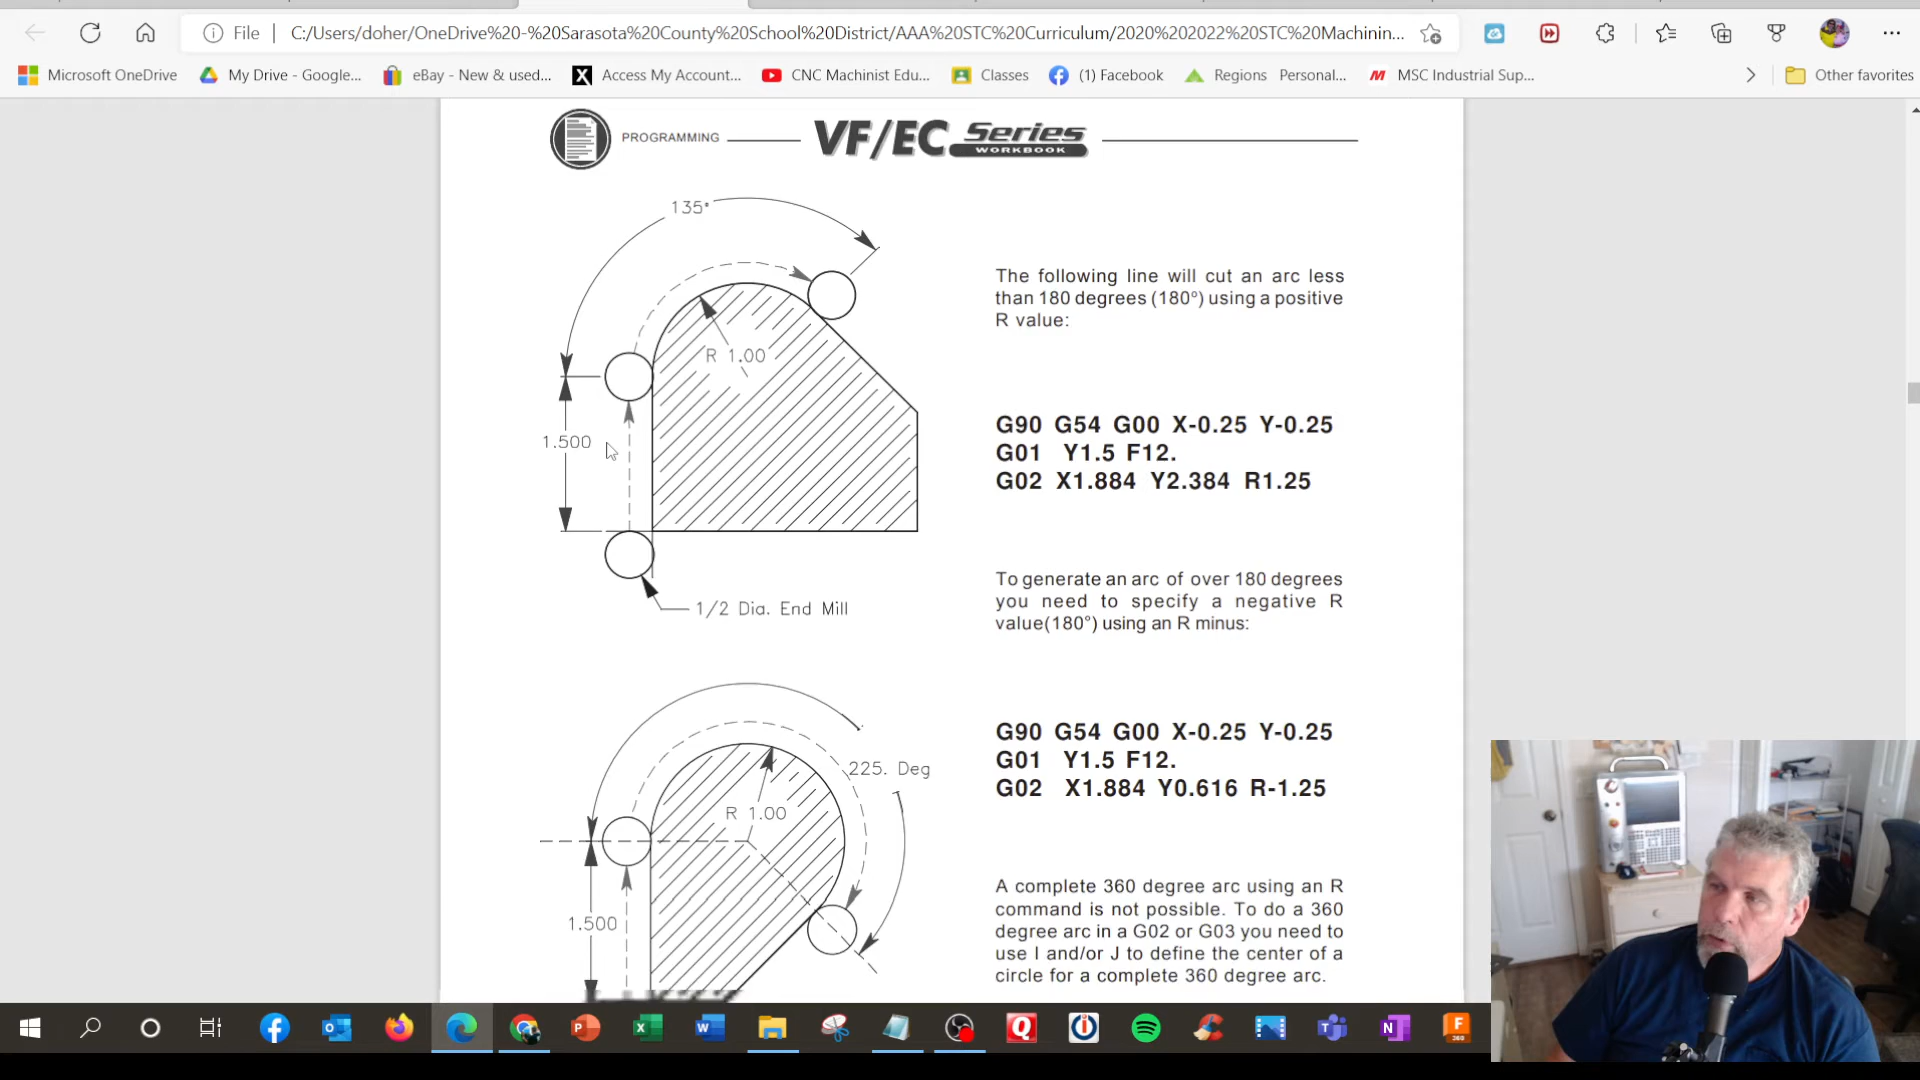 File
C:/Users/doher/OneDrive%20-%20Sarasota%20County%20School%20District/AAA%20STC%20Curriculum/2020%202022%20STC%20Machinin...
Microsoft OneDrive
My Drive - Google...
eBay - New & used...
Access My Account...
CNC Machinist Edu...
Classes
(1) Facebook
Regions Personal...
MSC Industrial Sup...
Other favorites
PROGRAMMING
VF/EC Series
WORKBOOK
135°
R 1.00
1.500
1/2 Dia. End Mill
The following line will cut an arc less
than 180 degrees (180°) using a positive
R value:
G90 G54 G00 X-0.25 Y-0.25
G01 Y1.5 F12.
G02 X1.884 Y2.384 R1.25
To generate an arc of over 180 degrees
you need to specify a negative R
value(180°) using an R minus:
225. Deg
R 1.00
1.500
G90 G54 G00 X-0.25 Y-0.25
G01 Y1.5 F12.
G02 X1.884 Y0.616 R-1.25
A complete 360 degree arc using an R
command is not possible. To do a 360
degree arc in a G02 or G03 you need to
use I and/or J to define the center of a
circle for a complete 360 degree arc.